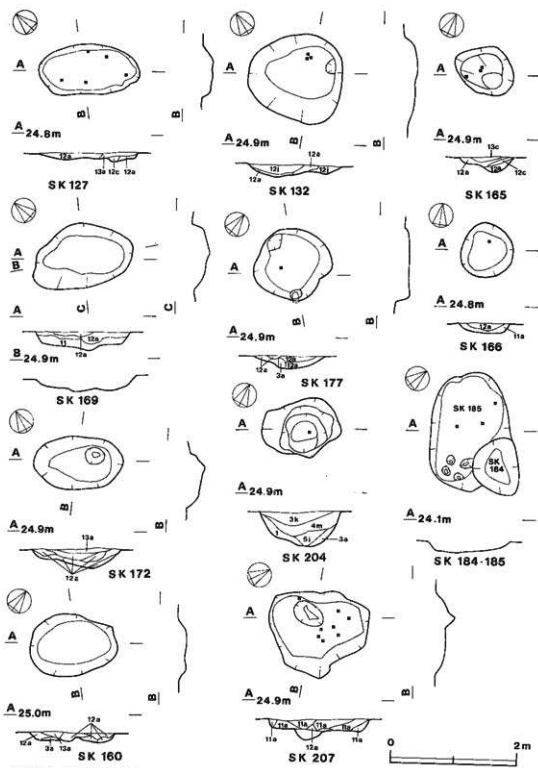 A
B
B
A 24.8m
12a
13a 12c 12a
SK 127
A
B
B
A 24.9m
12a
12j 12j
12a
SK 132
A
A 24.9m
13c
12a 12a 12c
SK 165
A
B
C
C
A
11 12a
12a
B 24.9m
SK 169
A
B
B
A 24.9m
12a 3a
SK 177
A
A 24.8m
12a
11a
SK 166
A
B
B
A 24.9m
13a
12a
SK 172
A
A 24.9m
3k
4m
1 5j 3a
SK 204
A
SK 185
SK 184
A 24.1m
SK 184·185
A
B
B
A 25.0m
12a
12a 3a 13a 12a
SK 160
A
B
B
A 24.9m
11a 11a 11a 11a
11a 12a 11a
SK 207
0 2m